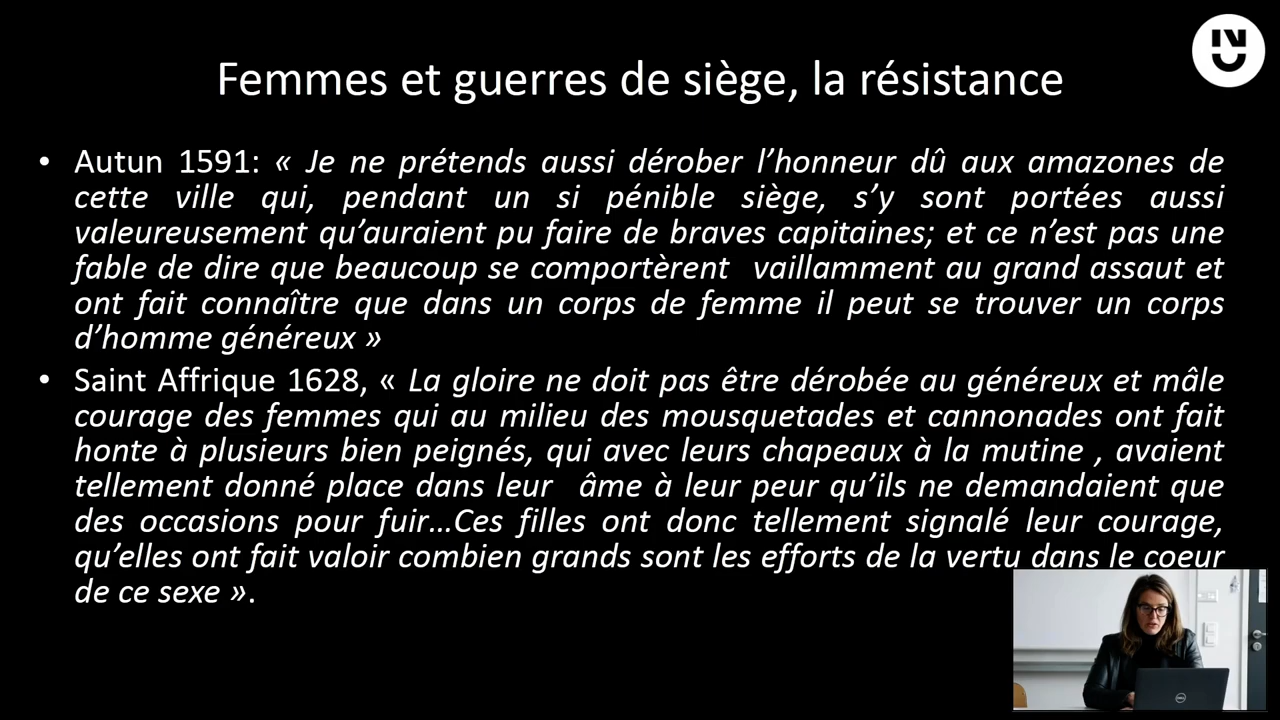 Femmes et guerres de siège, la résistance
• Autun 1591: « Je ne prétends aussi dérober l’honneur dû aux amazones de
cette ville qui, pendant un si pénible siège, s’y sont portées aussi
valeureusement qu’auraient pu faire de braves capitaines; et ce n’est pas une
fable de dire que beaucoup se comportèrent vaillamment au grand assaut et
ont fait connaître que dans un corps de femme il peut se trouver un corps
d’homme généreux »
• Saint Affrique 1628, « La gloire ne doit pas être dérobée au généreux et mâle
courage des femmes qui au milieu des mousquetades et cannonades ont fait
honte à plusieurs bien peignés, qui avec leurs chapeaux à la mutine , avaient
tellement donné place dans leur âme à leur peur qu’ils ne demandaient que
des occasions pour fuir…Ces filles ont donc tellement signalé leur courage,
qu’elles ont fait valoir combien grands sont les efforts de la vertu dans le coeur
de ce sexe ».
IN
U
DELL